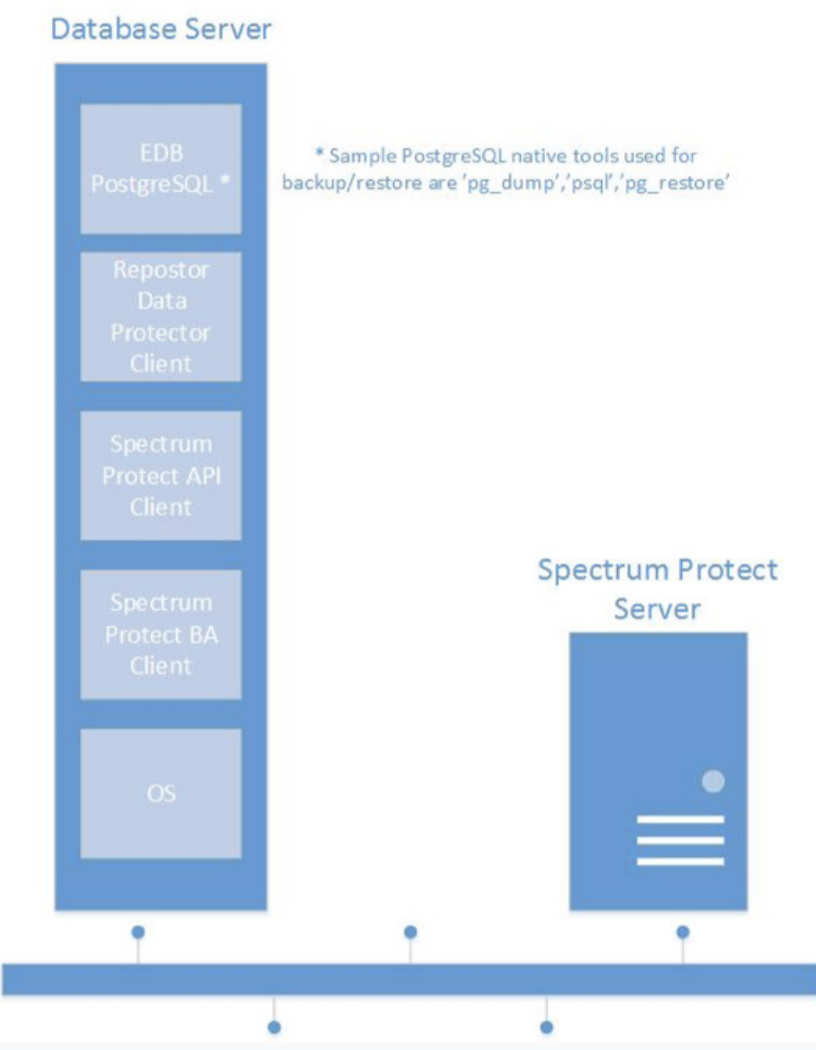 Database Server
EDB
PostgreSQL *
* Sample PostgreSQL native tools used for
backup/restore are 'pg_dump','psql','pg_restore'
Repostor
Data
Protector
Client
Spectrum
Protect API
Client
Spectrum
Protect BA
Client
OS
Spectrum Protect
Server